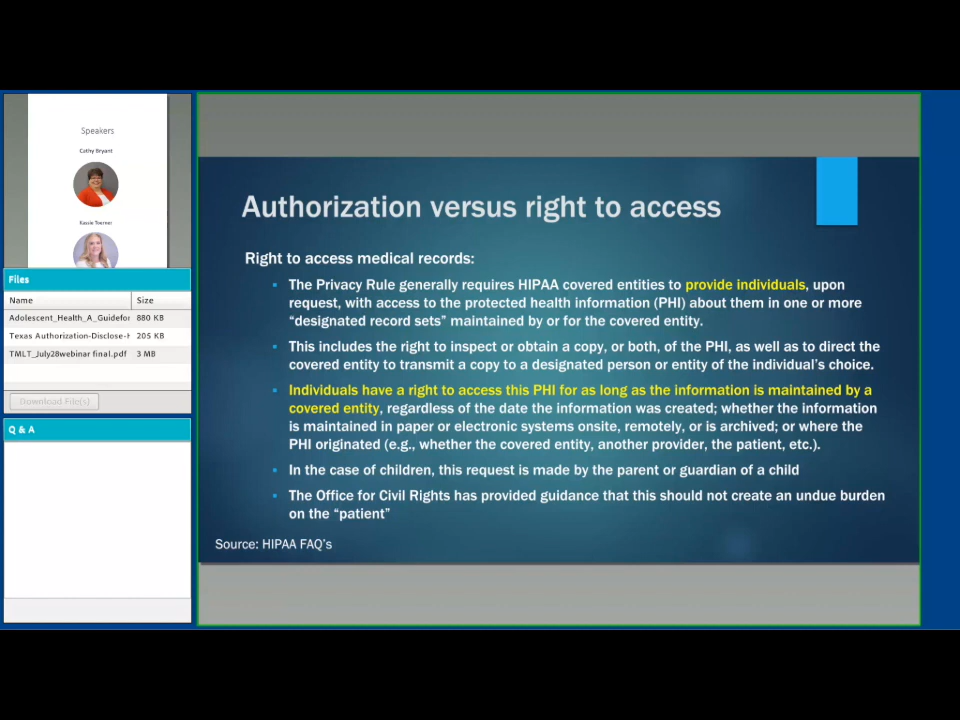 Speakers
Cathy Bryant
Kassie Toerner
Files
Name Size
Adolescent_Health_A_Guidefor 880 KB
Texas Authorization-Disclose-H 205 KB
TMLT_July28webinar final.pdf 3 MB
Download File(s)
Q & A
Authorization versus right to access
Right to access medical records:
The Privacy Rule generally requires HIPAA covered entities to provide individuals, upon
request, with access to the protected health information (PHI) about them in one or more
“designated record sets” maintained by or for the covered entity.
This includes the right to inspect or obtain a copy, or both, of the PHI, as well as to direct the
covered entity to transmit a copy to a designated person or entity of the individual’s choice.
Individuals have a right to access this PHI for as long as the information is maintained by a
covered entity, regardless of the date the information was created; whether the information
is maintained in paper or electronic systems onsite, remotely, or is archived; or where the
PHI originated (e.g., whether the covered entity, another provider, the patient, etc.).
In the case of children, this request is made by the parent or guardian of a child
The Office for Civil Rights has provided guidance that this should not create an undue burden
on the “patient”
Source: HIPAA FAQ’s